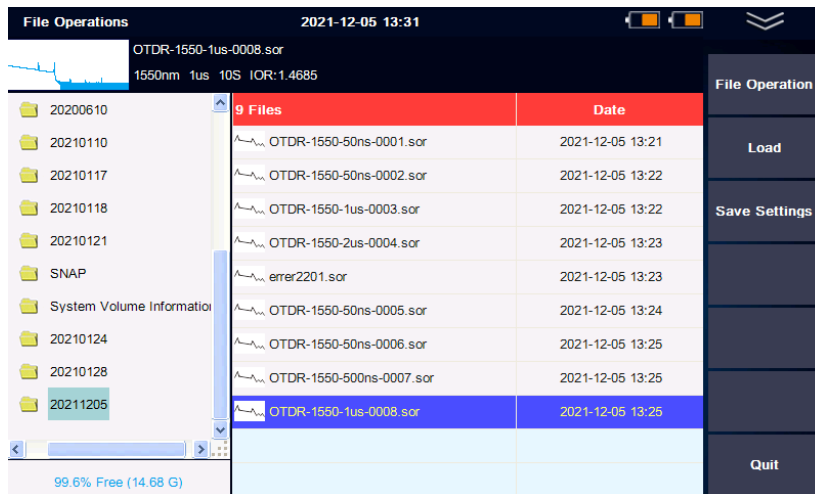 File Operations 2021-12-05 13:31
OTDR-1550-1us-0008.sor
1550nm 1us 10S IOR:1.4685
20200610
20210110
20210117
20210118
20210121
SNAP
System Volume Informatio
20210124
20210128
20211205
99.6% Free (14.68 G)
9 Files Date
OTDR-1550-50ns-0001.sor 2021-12-05 13:21
OTDR-1550-50ns-0002.sor 2021-12-05 13:22
OTDR-1550-1us-0003.sor 2021-12-05 13:22
OTDR-1550-2us-0004.sor 2021-12-05 13:23
errer2201.sor 2021-12-05 13:23
OTDR-1550-50ns-0005.sor 2021-12-05 13:24
OTDR-1550-50ns-0006.sor 2021-12-05 13:25
OTDR-1550-500ns-0007.sor 2021-12-05 13:25
OTDR-1550-1us-0008.sor 2021-12-05 13:25
File Operation
Load
Save Settings
Quit